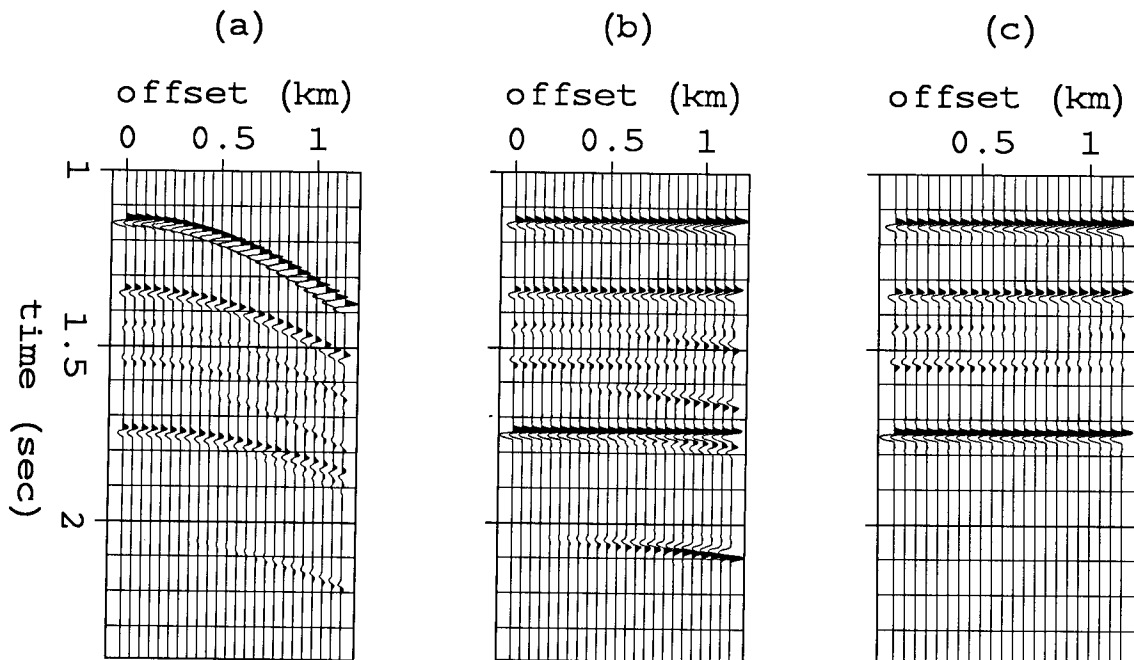 (a)
(b)
(c)
offset (km)
offset (km)
offset (km)
0 0.5 1
0 0.5 1
0.5 1
time (sec)
1
1.5
2